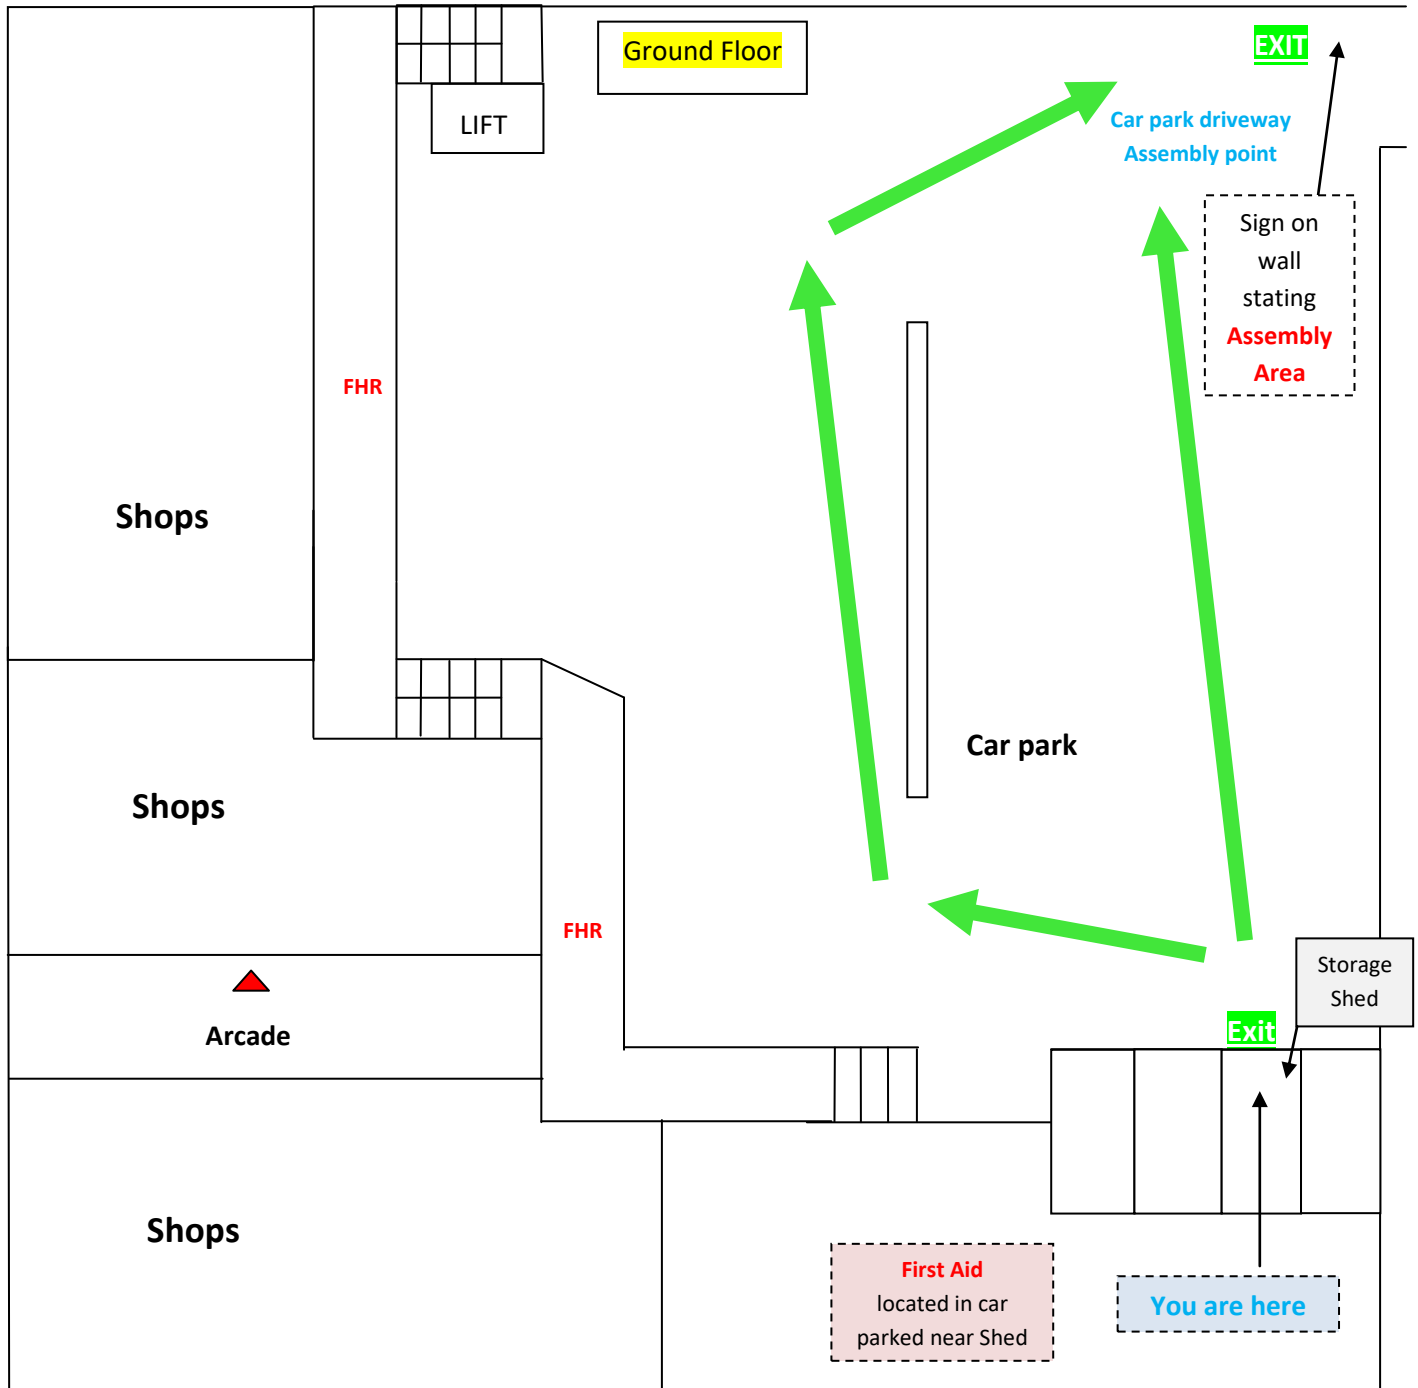 Ground Floor
EXIT
LIFT
Car park driveway
Assembly point
Sign on
wall
stating
Assembly
Area
FHR
Shops
Car park
Shops
FHR
Storage
Shed
Arcade
Exit
Shops
First Aid
located in car
parked near Shed
You are here